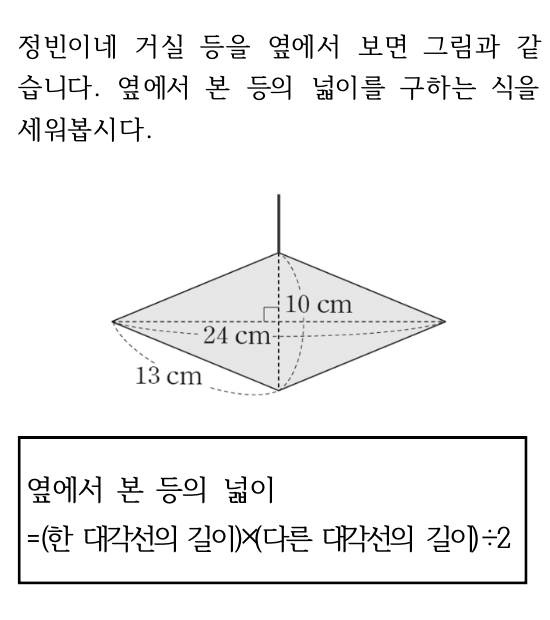 정빈이네 거실 등을 옆에서 보면 그림과 같
습니다. 옆에서 본 등의 넓이를 구하는 식을
세워봅시다.
10 cm
24 cm
13 cm
옆에서 본 등의 넓이
=(한 대각선의 길이)×(다른 대각선의 길이)÷2